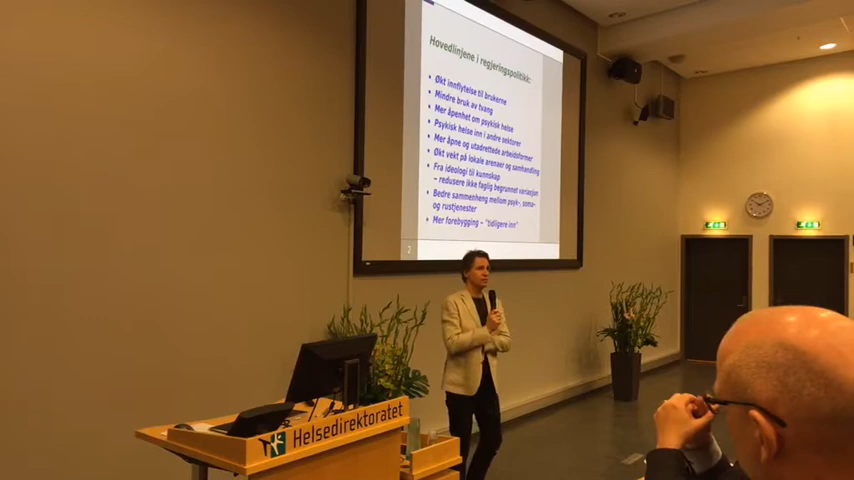 Hovedlinjene i regjeringspolitikk:
• Økt innflytelse til brukerne
• Mindre bruk av tvang
• Mer åpenhet om psykisk helse
• Psykisk helse inn i andre sektorer
• Mer åpne og utadrettede arbeidsformer
• Økt vekt på lokale arenaer og samhandling
• Fra ideologi til kunnskap
– redusere ikke faglig begrunnet variasjon
• Bedre sammenheng mellom psyk-, soma-
og rustjenester
• Mer forebygging – "tidligere inn"
2
Helsedirektoratet